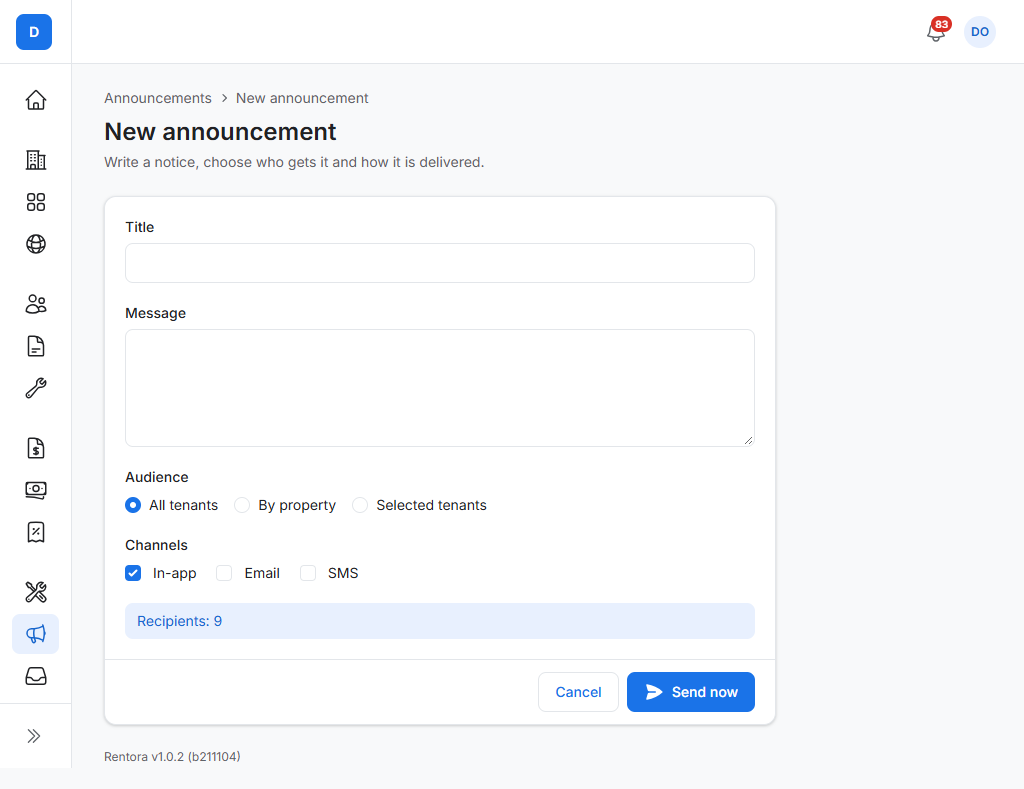 D
83
DO
Announcements > New announcement
New announcement
Write a notice, choose who gets it and how it is delivered.
Title
Message
Audience
All tenants By property Selected tenants
Channels
In-app Email SMS
Recipients: 9
Cancel Send now
Rentora v1.0.2 (b211104)